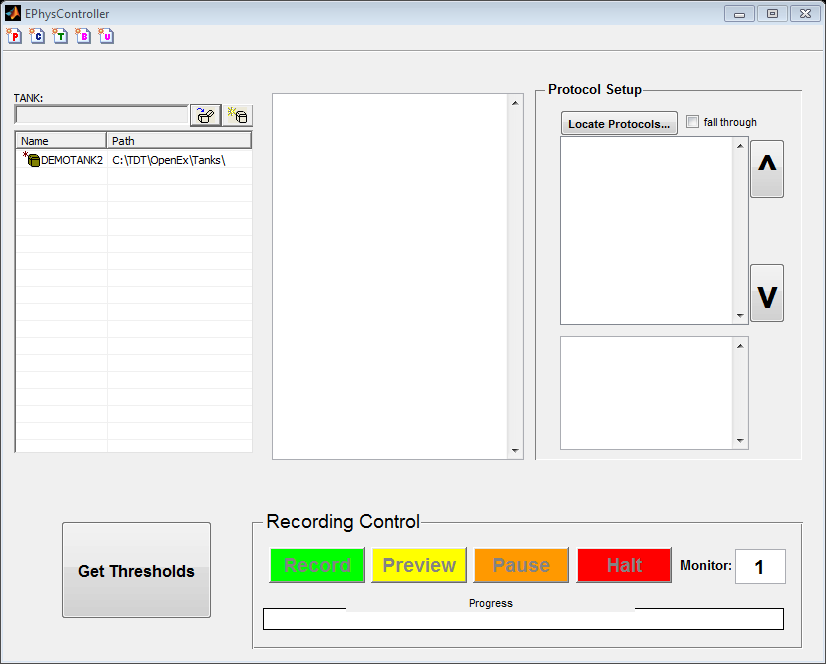 EPhysController
P C T B U
Protocol Setup
TANK:
Locate Protocols... fall through
Name Path
DEMOTANK2 C:\TDT\OpenEx\Tanks\
^
V
Recording Control
Get Thresholds
Record Preview Pause Halt Monitor: 1
Progress